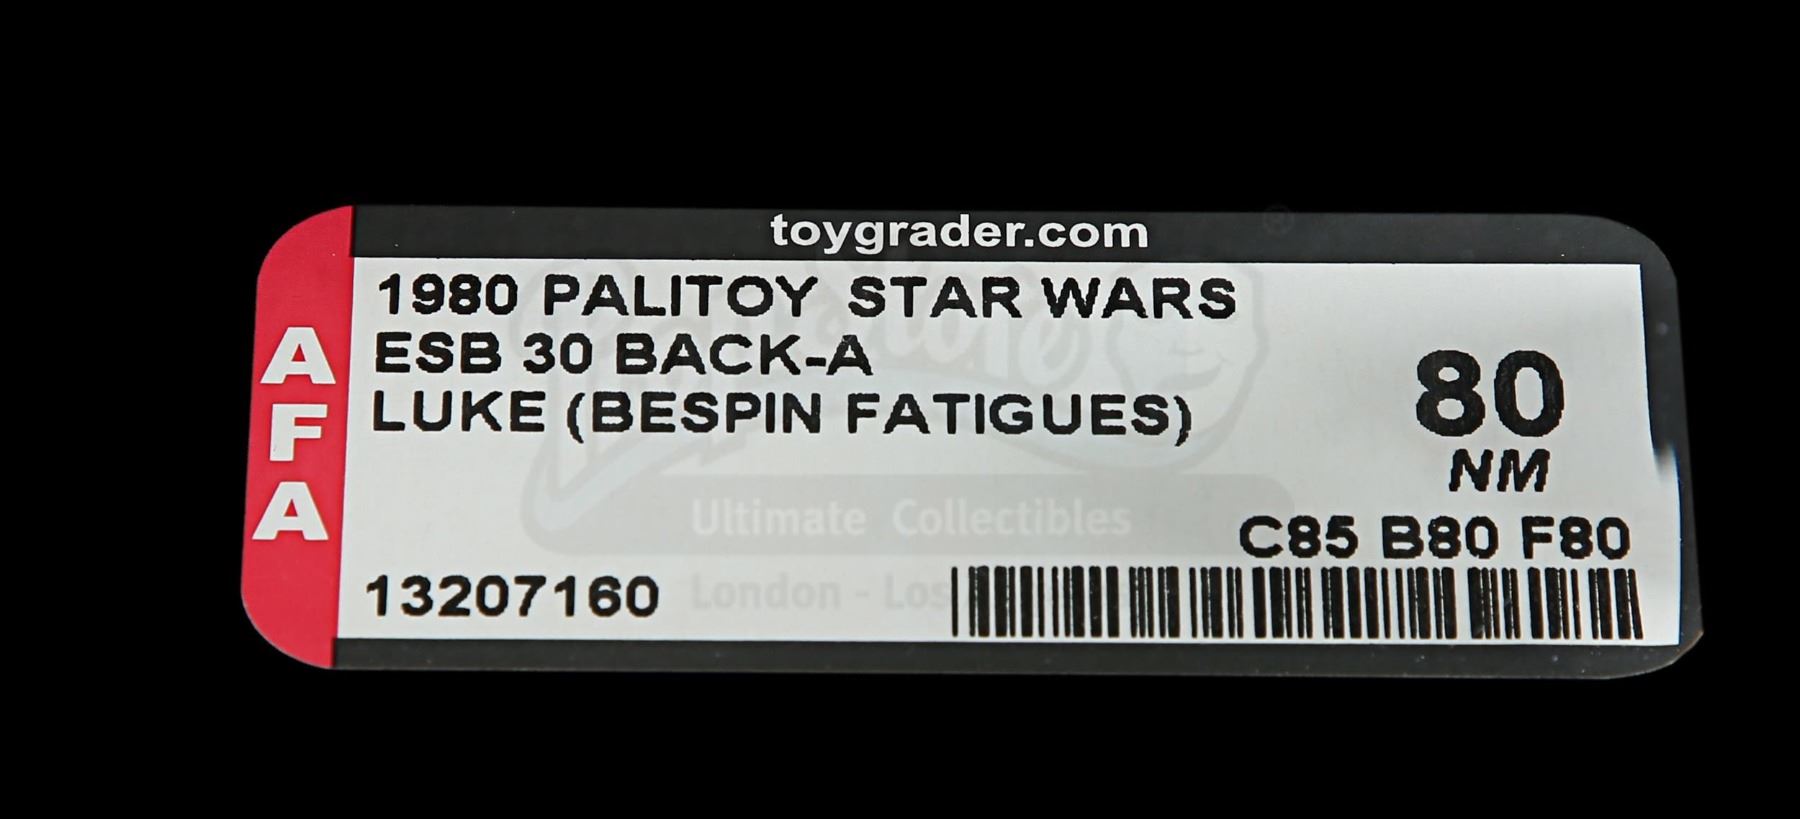 toygrader.com
AFA
1980 PALITOY STAR WARS
ESB 30 BACK-A
LUKE (BESPIN FATIGUES)
80
NM
Ultimate Collectibles
C85 B80 F80
13207160
London - Los